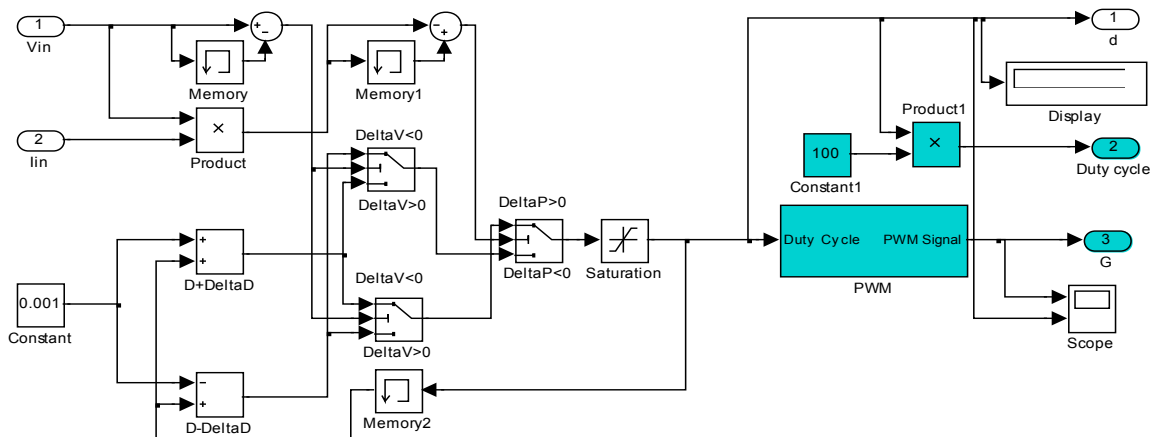 1
Vin
+
−
Memory
−
+
Memory1
1
d
Display
2
Iin
×
Product
DeltaV<0
DeltaV>0
Product1
×
100
Constant1
2
Duty cycle
DeltaP>0
DeltaP<0
Saturation
Duty Cycle
PWM Signal
PWM
3
G
+
+
D+DeltaD
0.001
Constant
DeltaV<0
DeltaV>0
Scope
−
+
D-DeltaD
Memory2